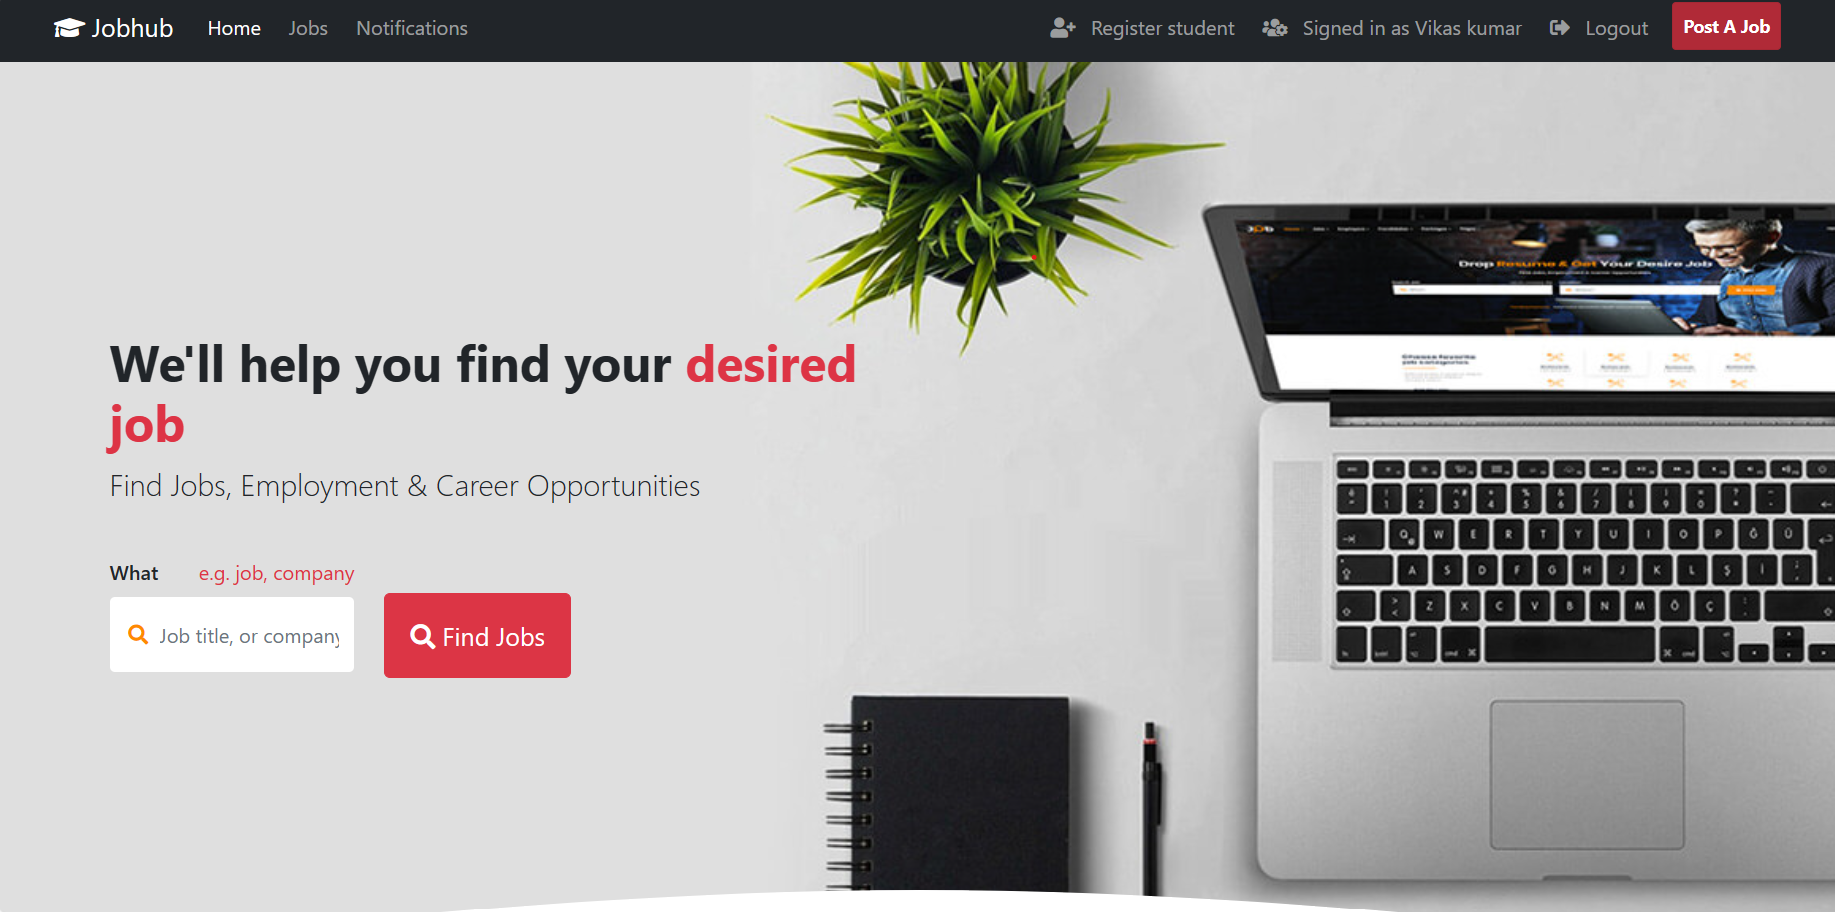 Jobhub Home Jobs Notifications Register student Signed in as Vikas kumar Logout Post A Job
Drop Resume & Get Your Desire Job
We'll help you find your desired
job
Find Jobs, Employment & Career Opportunities
What e.g. job, company
Job title, or company
Find Jobs